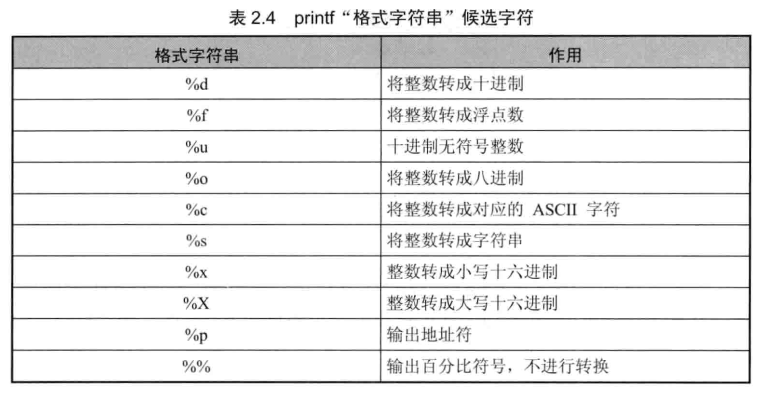 表 2.4 printf“格式字符串”候选字符
格式字符串 作用
%d 将整数转成十进制
%f 将整数转成浮点数
%u 十进制无符号整数
%o 将整数转成八进制
%c 将整数转成对应的 ASCII 字符
%s 将整数转成字符串
%x 整数转成小写十六进制
%X 整数转成大写十六进制
%p 输出地址符
%% 输出百分比符号，不进行转换